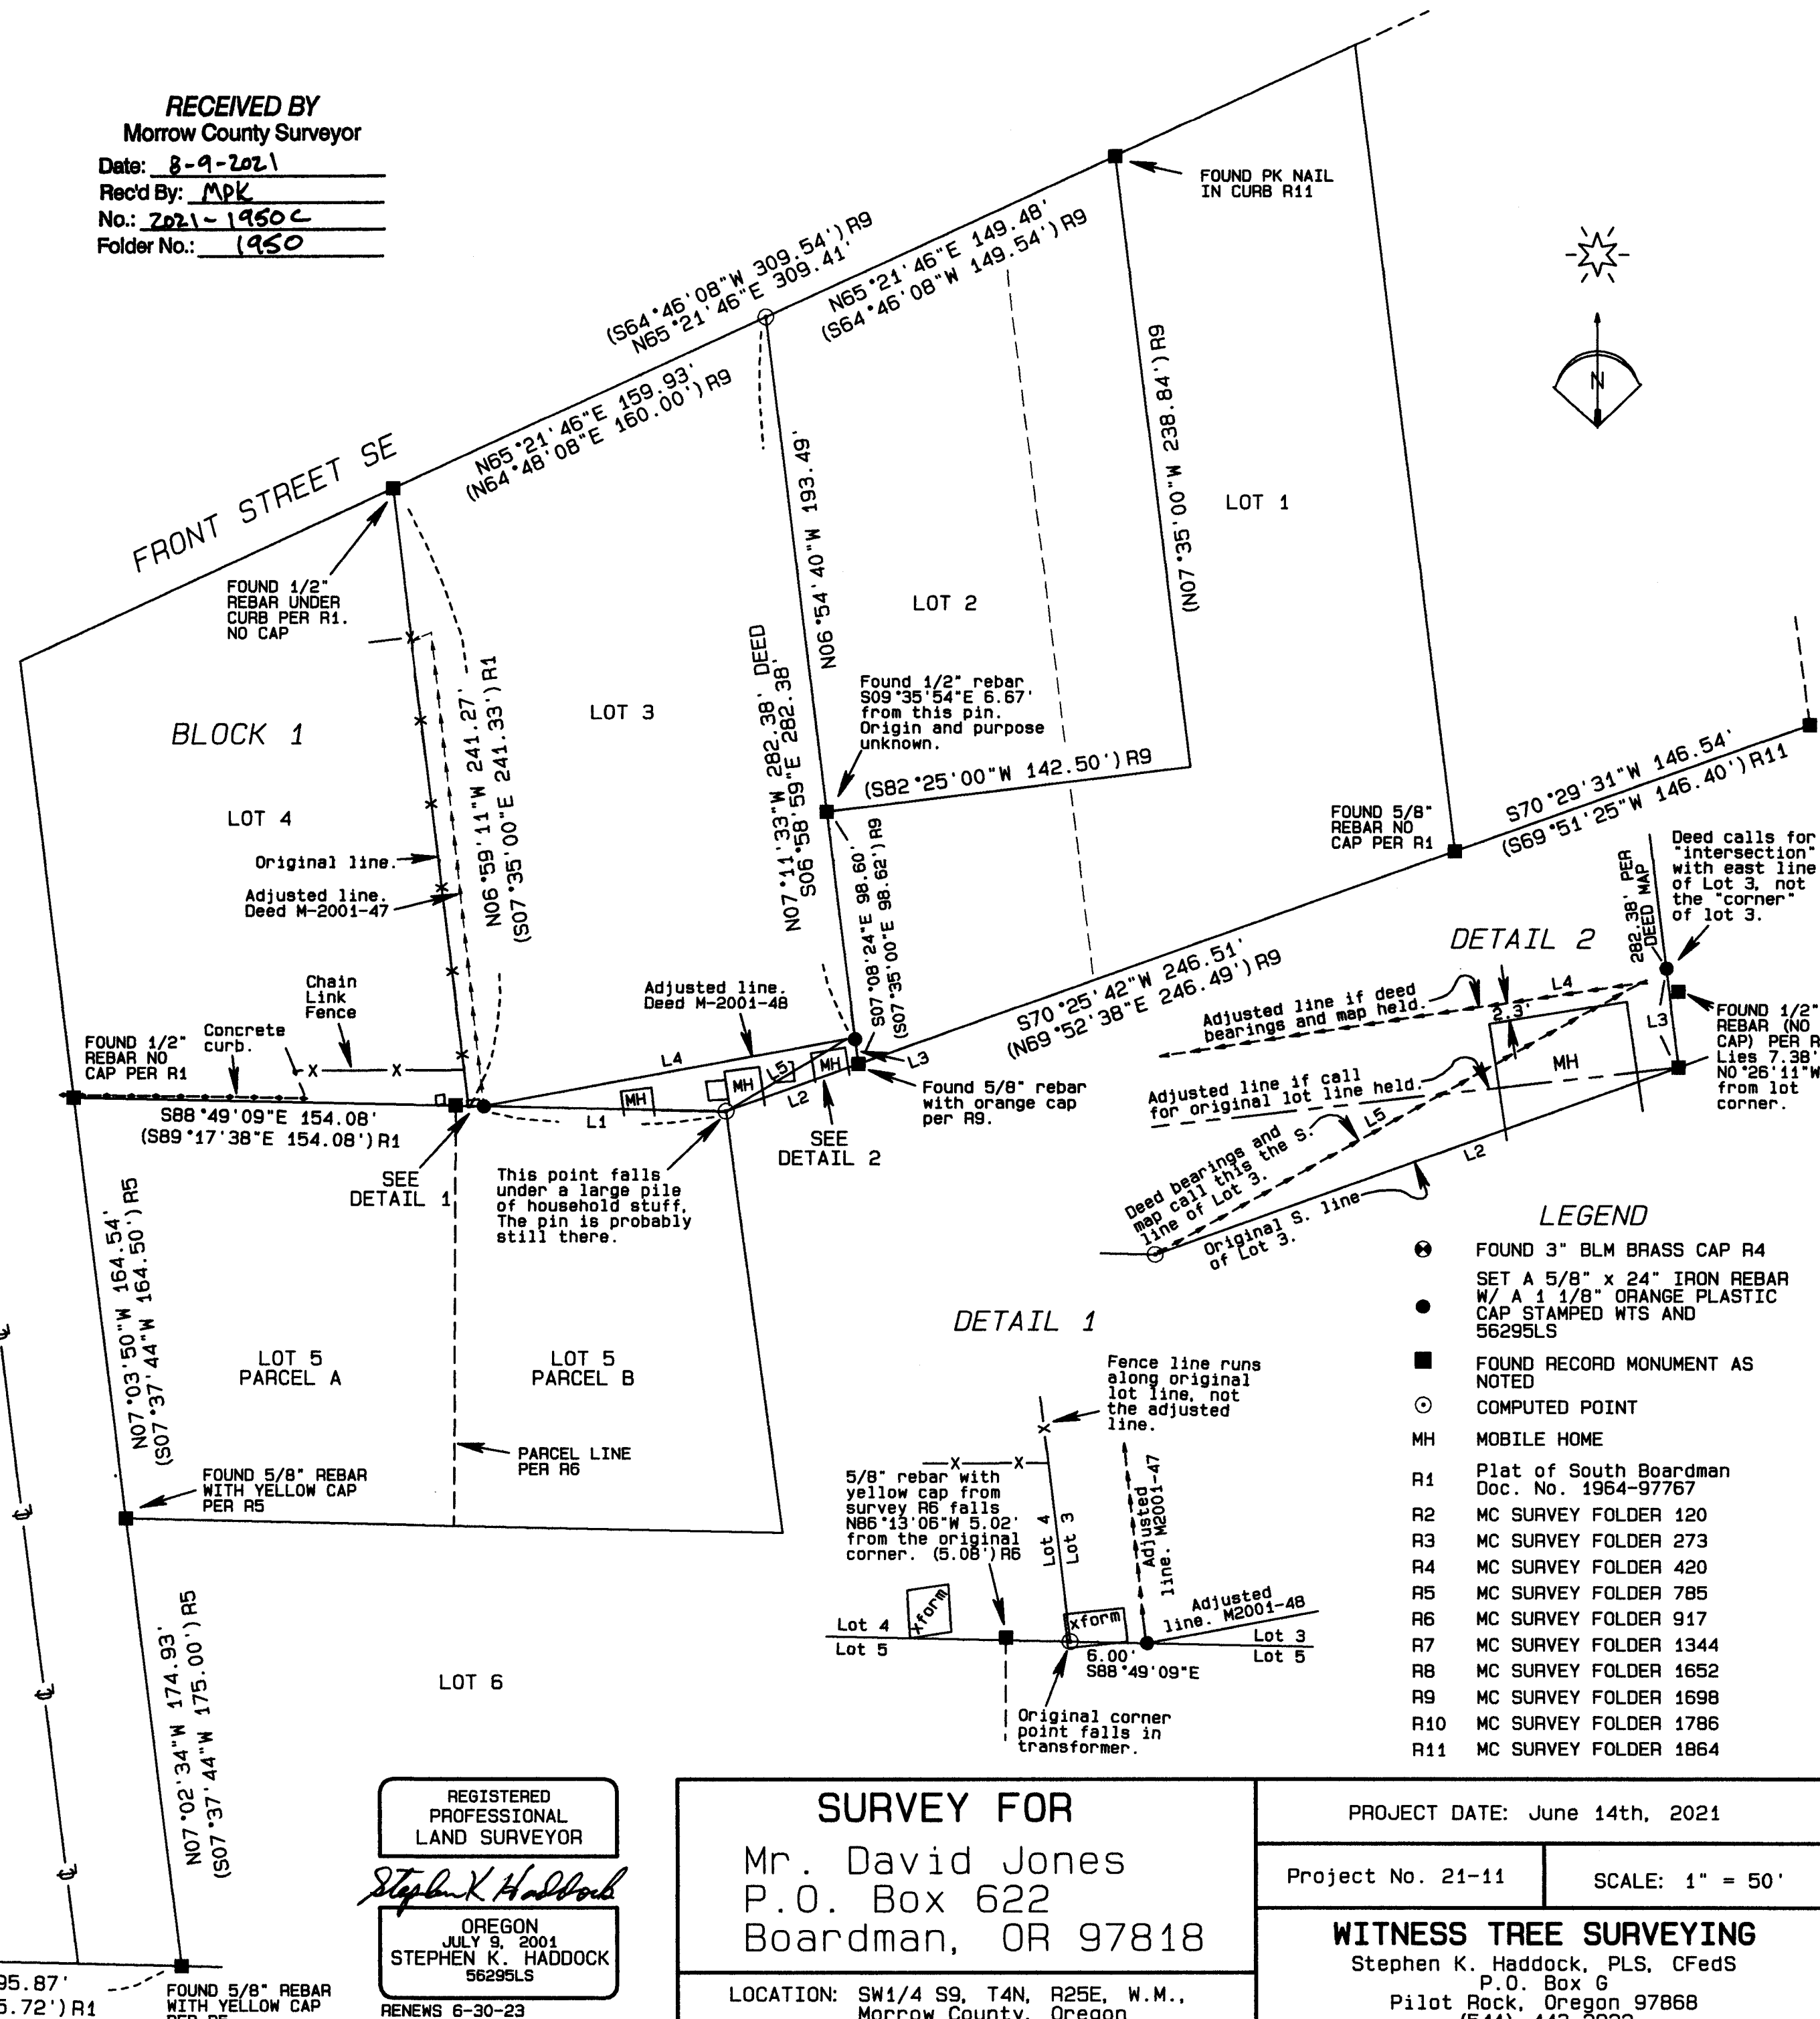 RECEIVED BY
Morrow County Surveyor
Date: 8-9-2021
Rec'd By: MPK
No.: 2021-1950C
Folder No.: 1950
FOUND PK NAIL
IN CURB R11
(S64°46'08"W 309.54')R9
N65°21'46"E 309.41'
N65°21'46"E 149.48'
(S64°46'08"W 149.54')R9
N65°21'46"E 159.93'
(N64°48'08"E 160.00')R9
FRONT STREET SE
N
FOUND 1/2"
REBAR UNDER
CURB PER R1.
NO CAP
N06°54'40"W 193.49'
(N07°35'00"W 238.84')R9
LOT 1
LOT 2
LOT 3
BLOCK 1
LOT 4
Original line.
Adjusted line.
Deed M-2001-47
N06°59'11"W 241.27'
(S07°35'00"E 241.33')R1
N07°11'33"W 282.38' DEED
S06°58'59"E 282.38'
Found 1/2" rebar
S09°35'54"E 6.67'
from this pin.
Origin and purpose
unknown.
(S82°25'00"W 142.50')R9
S07°08'24"E 98.60'
(S07°35'00"E 98.62')R9
FOUND 5/8"
REBAR NO
CAP PER R1
S70°29'31"W 146.54'
(S69°51'25"W 146.40')R11
S70°25'42"W 246.51'
(N69°52'38"E 246.49')R9
Chain
Link
Fence
Concrete
curb.
FOUND 1/2"
REBAR NO
CAP PER R1
Adjusted line.
Deed M-2001-48
L4
L5
L3
L2
L1
MH
MH
MH
S88°49'09"E 154.08'
(S89°17'38"E 154.08')R1
SEE
DETAIL 1
SEE
DETAIL 2
Found 5/8" rebar
with orange cap
per R9.
This point falls
under a large pile
of household stuff.
The pin is probably
still there.
DETAIL 2
282.38' PER
DEED MAP
Deed calls for
"intersection"
with east line
of Lot 3, not
the "corner"
of lot 3.
Adjusted line if deed
bearings and map held.
L4
2.3'
L3
MH
Adjusted line if call
for original lot line held.
L5
L2
Deed bearings and
map call this the S.
line of Lot 3.
Original S. line
of Lot 3.
FOUND 1/2"
REBAR (NO
CAP) PER R
Lies 7.38'
N0°26'11"W
from lot
corner.
N07°03'50"W 164.54'
(S07°37'44"W 164.50')R5
LOT 5
PARCEL A
LOT 5
PARCEL B
PARCEL LINE
PER R6
FOUND 5/8" REBAR
WITH YELLOW CAP
PER R5
LOT 6
N07°02'34"W 174.93'
(S07°37'44"W 175.00')R5
95.87'
5.72')R1
FOUND 5/8" REBAR
WITH YELLOW CAP
DETAIL 1
Fence line runs
along original
lot line, not
the adjusted
line.
5/8" rebar with
yellow cap from
survey R6 falls
N86°13'06"W 5.02'
from the original
corner. (5.08')R6
Lot 4
Lot 3
Adjusted
line. M2001-47
xform
xform
Adjusted
line. M2001-48
Lot 4
Lot 5
Lot 3
Lot 5
6.00'
S88°49'09"E
Original corner
point falls in
transformer.
LEGEND
FOUND 3" BLM BRASS CAP R4
SET A 5/8" x 24" IRON REBAR
W/ A 1 1/8" ORANGE PLASTIC
CAP STAMPED WTS AND
56295LS
FOUND RECORD MONUMENT AS
NOTED
COMPUTED POINT
MH MOBILE HOME
R1 Plat of South Boardman
Doc. No. 1964-97767
R2 MC SURVEY FOLDER 120
R3 MC SURVEY FOLDER 273
R4 MC SURVEY FOLDER 420
R5 MC SURVEY FOLDER 785
R6 MC SURVEY FOLDER 917
R7 MC SURVEY FOLDER 1344
R8 MC SURVEY FOLDER 1652
R9 MC SURVEY FOLDER 1698
R10 MC SURVEY FOLDER 1786
R11 MC SURVEY FOLDER 1864
REGISTERED
PROFESSIONAL
LAND SURVEYOR
Stephen K Haddock
OREGON
JULY 9, 2001
STEPHEN K. HADDOCK
56295LS
RENEWS 6-30-23
SURVEY FOR
Mr. David Jones
P.O. Box 622
Boardman, OR 97818
LOCATION: SW1/4 S9, T4N, R25E, W.M.,
Morrow County, Oregon
PROJECT DATE: June 14th, 2021
Project No. 21-11
SCALE: 1" = 50'
WITNESS TREE SURVEYING
Stephen K. Haddock, PLS, CFedS
P.O. Box G
Pilot Rock, Oregon 97868